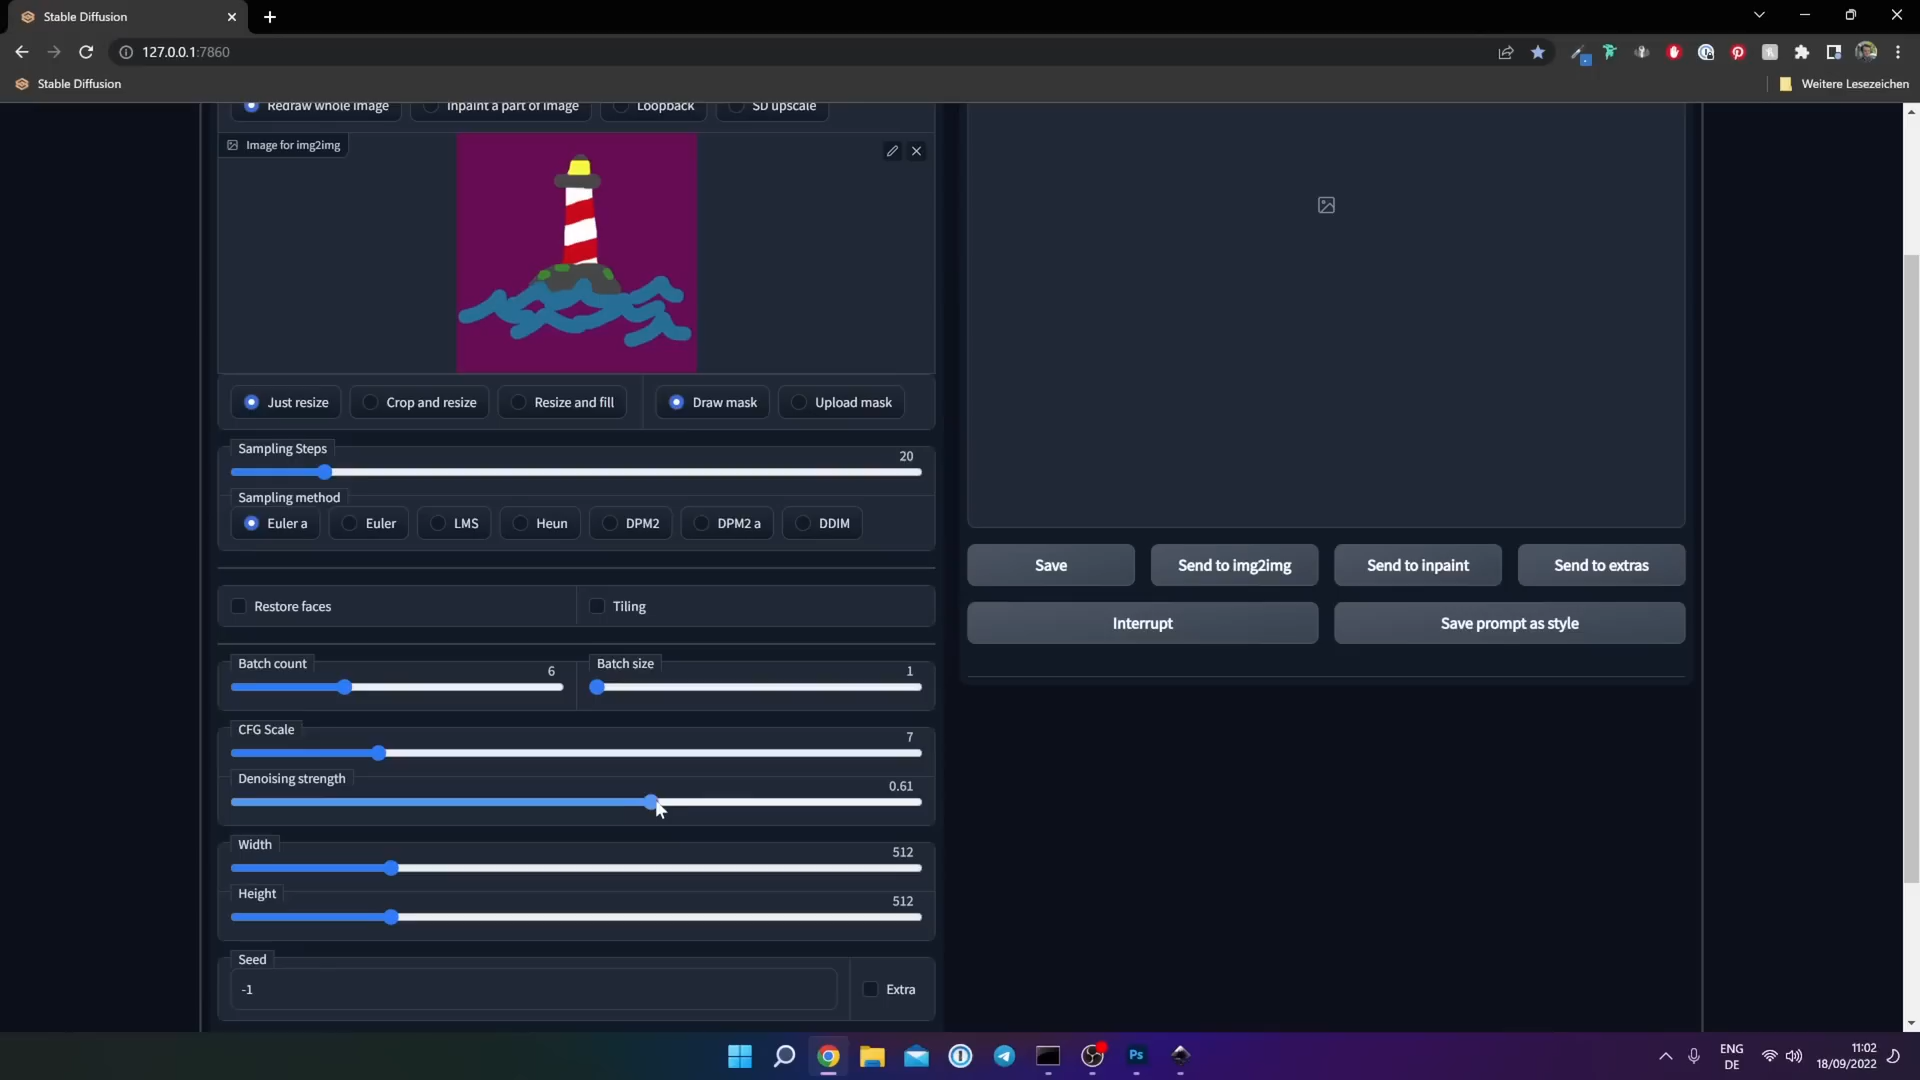 Stable Diffusion
127.0.0.1:7860
Stable Diffusion
Weitere Lesezeichen
Redraw whole image
Inpaint a part of image
Loopback
SD upscale
Image for img2img
Just resize
Crop and resize
Resize and fill
Draw mask
Upload mask
Sampling Steps
20
Sampling method
Euler a
Euler
LMS
Heun
DPM2
DPM2 a
DDIM
Restore faces
Tiling
Batch count
6
Batch size
1
CFG Scale
7
Denoising strength
0.61
Width
512
Height
512
Seed
-1
Extra
Save
Send to img2img
Send to inpaint
Send to extras
Interrupt
Save prompt as style
Ps
ENG
DE
11:02
18/09/2022